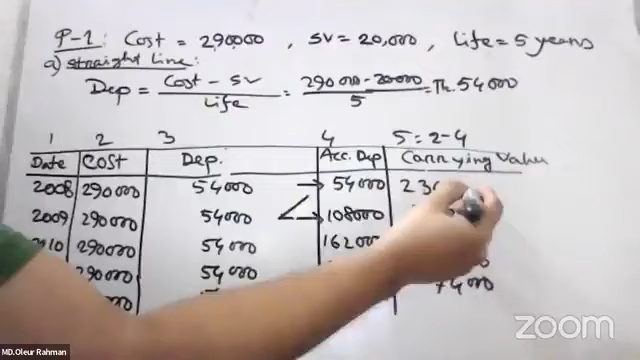 P-1: Cost = 290000, SV = 20,000, Life = 5 years
a) Straight Line:
Dep = Cost - SV / Life = 290000 - 20000 / 5 = Tk. 54000
1 2 3 4 5 = 2-4
Date Cost Dep. Acc. Dep Carrying Value
2008 290000 54000 → 54000 23
2009 290000 54000 108000
290000 54000 162000
290000 54000
74000
MD.Oleur Rahman
zoom